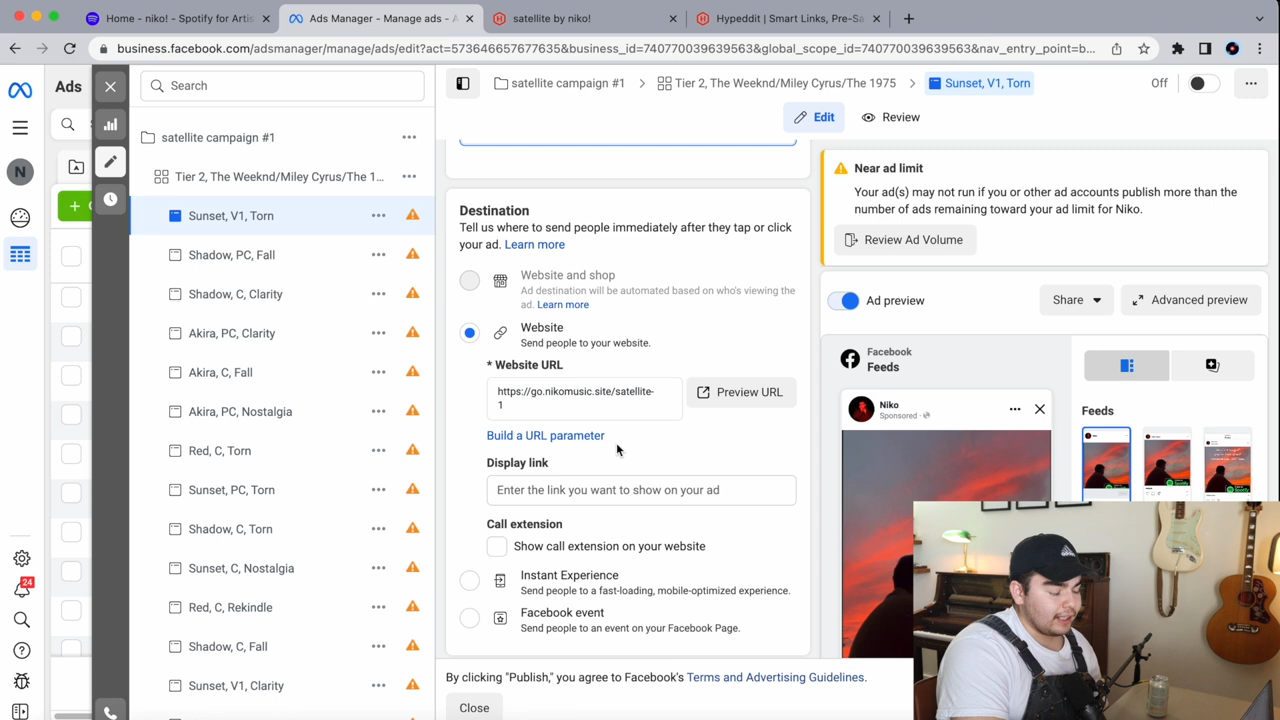 Home - niko! - Spotify for Artis
Ads Manager - Manage ads - A
satellite by niko!
Hypeddit | Smart Links, Pre-Sa
business.facebook.com/adsmanager/manage/ads/edit?act=573646657677635&business_id=740770039639563&global_scope_id=740770039639563&nav_entry_point=b...
Ads
Search
satellite campaign #1
Tier 2, The Weeknd/Miley Cyrus/The 1975
Sunset, V1, Torn
Off
Edit
Review
N
24
satellite campaign #1
Tier 2, The Weeknd/Miley Cyrus/The 1...
Sunset, V1, Torn
Shadow, PC, Fall
Shadow, C, Clarity
Akira, PC, Clarity
Akira, C, Fall
Akira, PC, Nostalgia
Red, C, Torn
Sunset, PC, Torn
Shadow, C, Torn
Sunset, C, Nostalgia
Red, C, Rekindle
Shadow, C, Fall
Sunset, V1, Clarity
Destination
Tell us where to send people immediately after they tap or click
your ad. Learn more
Website and shop
Ad destination will be automated based on who's viewing the
ad. Learn more
Website
Send people to your website.
* Website URL
https://go.nikomusic.site/satellite-
1
Preview URL
Build a URL parameter
Display link
Enter the link you want to show on your ad
Call extension
Show call extension on your website
Instant Experience
Send people to a fast-loading, mobile-optimized experience.
Facebook event
Send people to an event on your Facebook Page.
By clicking "Publish," you agree to Facebook's Terms and Advertising Guidelines.
Close
Near ad limit
Your ad(s) may not run if you or other ad accounts publish more than the
number of ads remaining toward your ad limit for Niko.
Review Ad Volume
Ad preview
Share
Advanced preview
Facebook
Feeds
Niko
Sponsored
Feeds